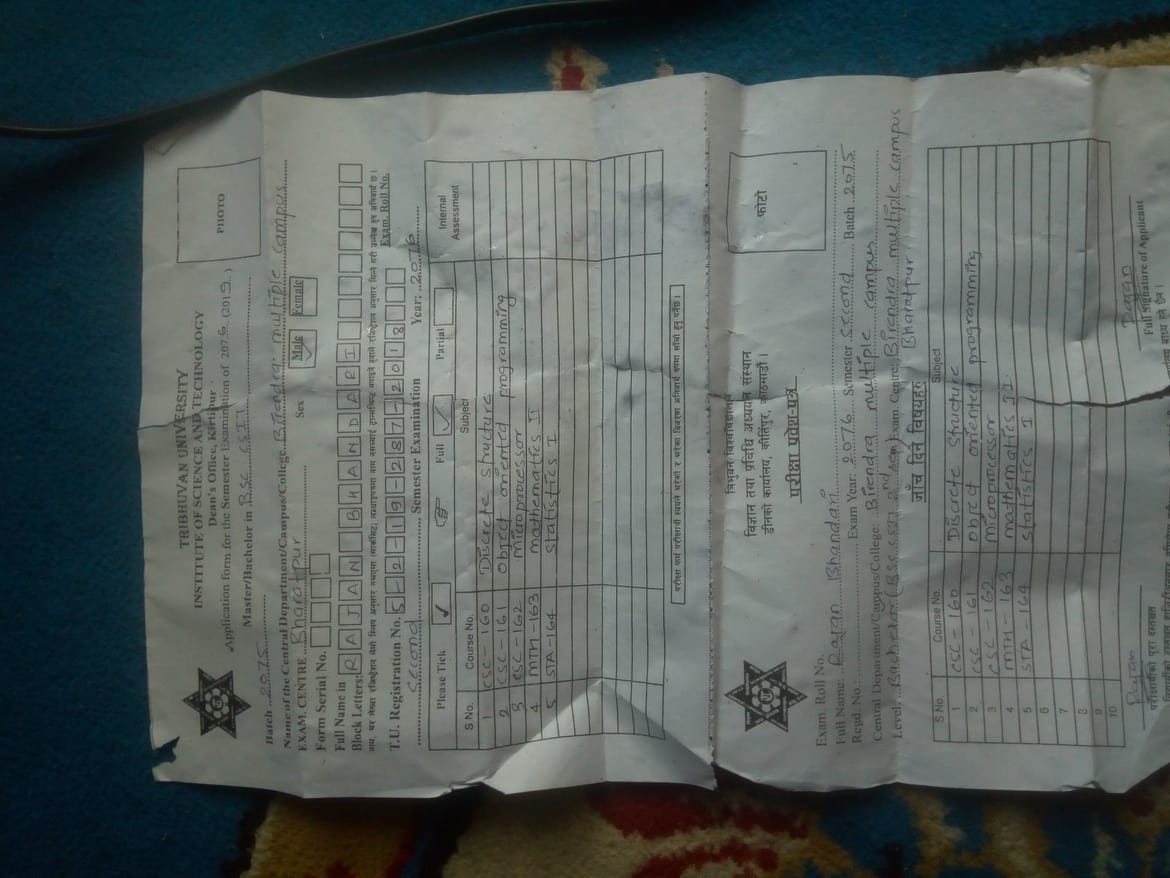 TRIBHUVAN UNIVERSITY
INSTITUTE OF SCIENCE AND TECHNOLOGY
Dean's Office, Kirtipur
Application form for the Semester Examination of 2076 (2019)
Batch 2075 Master/Bachelor in B.sc. CSIT
PHOTO
Name of the Central Department/Campus/College. Birendra multiple campus
EXAM. CENTRE Bharatpur Sex Male Female
Form Serial No.
Full Name in
Block Letters: RAJAN BHANDARI
T.U. Registration No. 5-2-19-287-2018 Exam. Roll No.
second Semester Examination Year: 2076
Please Tick ✓ Full ✓ Partial
S.No. Course No. Subject Internal Assessment
1 CSC-160 Discrete structure
2 CSC-161 object oriented programming
3 CSC-162 microprocessor
4 MTH-163 mathematics II
5 STA-164 statistics I
त्रिभुवन विश्वविद्यालय
विज्ञान तथा प्रविधि अध्ययन संस्थान
डीनको कार्यालय, कीर्तिपुर, काठमाडौं ।
परीक्षा प्रवेश-पत्र
फोटो
Exam. Roll No.
Full Name: Rajan Bhandari
Regd. No. Exam Year: 2076 Semester second Batch 2075
Central Department/Campus/College: Birendra multiple campus
Level: Bachelor (Bsc csit 2nd sem) Exam Centre: Birendra multiple campus
Bharatpur
जाँच दिने विषयहरू
S.No. Course No. Subject
1 CSC-160 Discrete Structure
2 CSC-161 object oriented programming
3 CSC-162 microprocessor
4 MTH-163 mathematics II
5 STA-164 statistics I
6
7
8
9
10
Rajan Rajan
परीक्षार्थीको पूरा दस्तखत Full Signature of Applicant